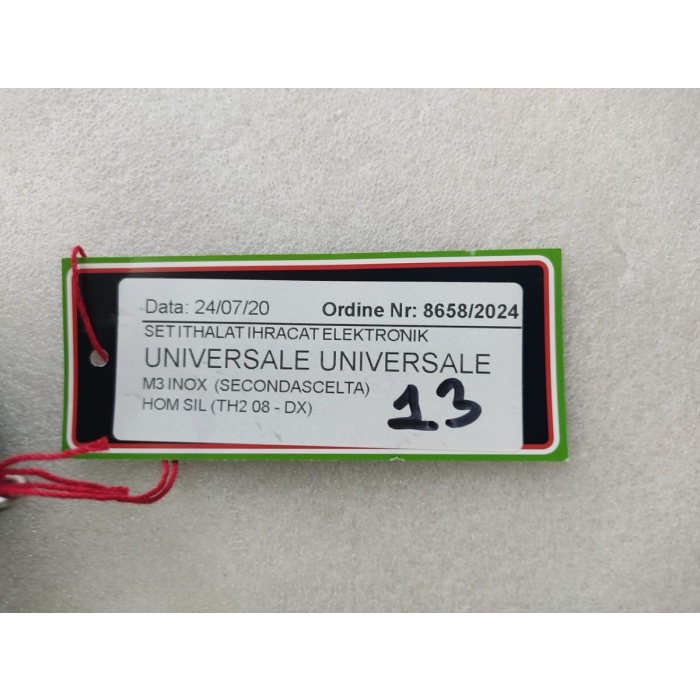 Data: 24/07/20 Ordine Nr: 8658/2024
SET ITHALAT IHRACAT ELEKTRONIK
UNIVERSALE UNIVERSALE
M3 INOX (SECONDASCELTA)
HOM SIL (TH2 08 - DX)
13